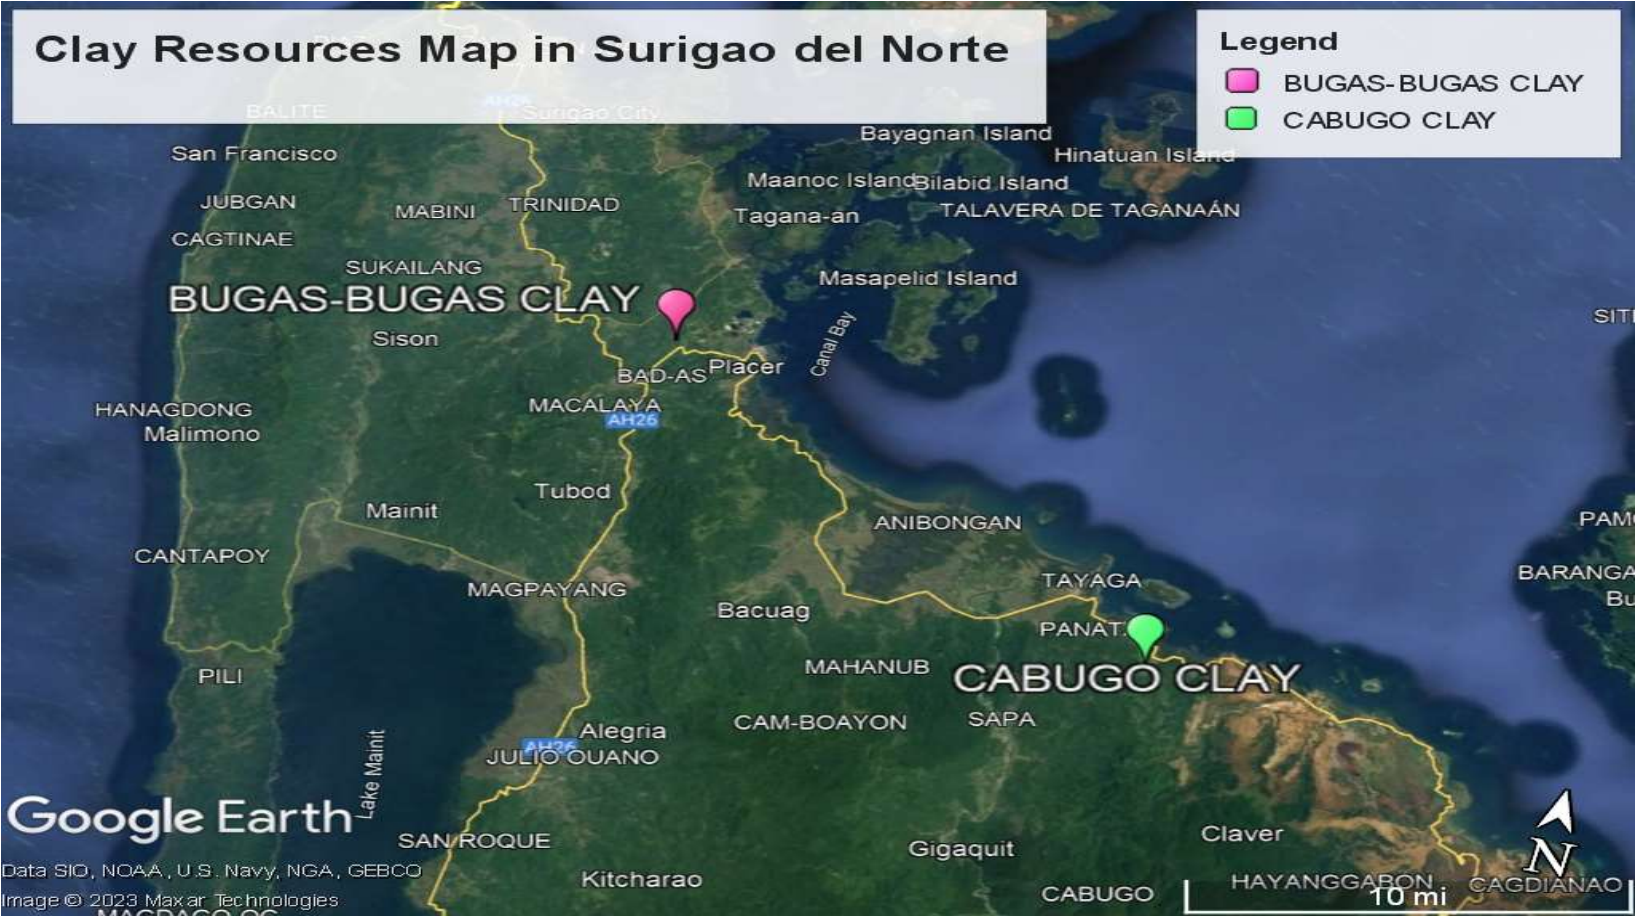 Clay Resources Map in Surigao del Norte
Legend
BUGAS-BUGAS CLAY
CABUGO CLAY
AH26
Surigao City
BALITE
Bayagnan Island
San Francisco
Hinatuan Island
Maanoc Island
Bilabid Island
JUBGAN
MABINI
TRINIDAD
Tagana-an
TALAVERA DE TAGANAÁN
CAGTINAE
SUKAILANG
Masapelid Island
BUGAS-BUGAS CLAY
Canal Bay
Sison
BAD-AS
Placer
HANAGDONG
MACALAYA
AH26
Malimono
Tubod
Mainit
ANIBONGAN
CANTAPOY
MAGPAYANG
TAYAGA
Bacuag
PANAT
PILI
MAHANUB
CABUGO CLAY
SAPA
CAM-BOAYON
Alegria
AH26
JULIO OUANO
Lake Mainit
Google Earth
SAN ROQUE
Claver
Gigaquit
Data SIO, NOAA, U.S. Navy, NGA, GEBCO
Kitcharao
HAYANGGABON
CAGDIANAO
N
10 mi
CABUGO
Image © 2023 Maxar Technologies